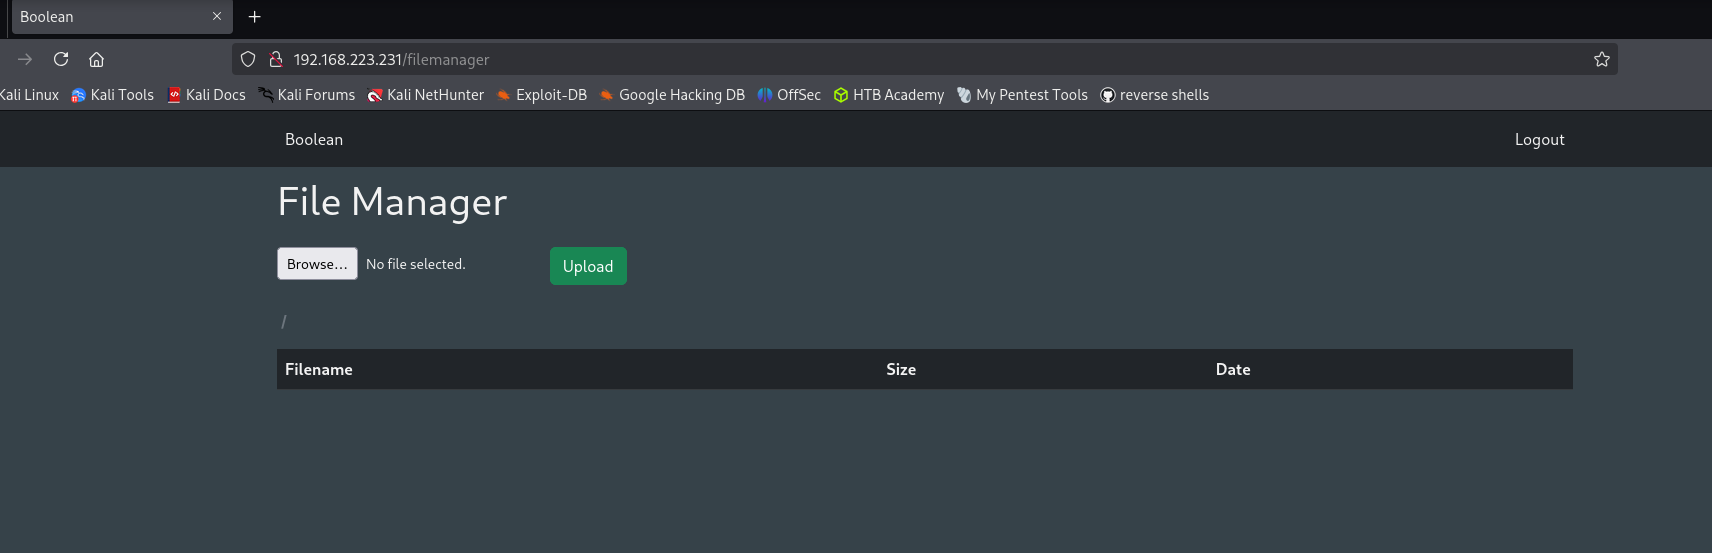 Boolean
192.168.223.231/filemanager
Kali Linux Kali Tools Kali Docs Kali Forums Kali NetHunter Exploit-DB Google Hacking DB OffSec HTB Academy My Pentest Tools reverse shells
Boolean Logout
File Manager
Browse... No file selected. Upload
/
Filename Size Date